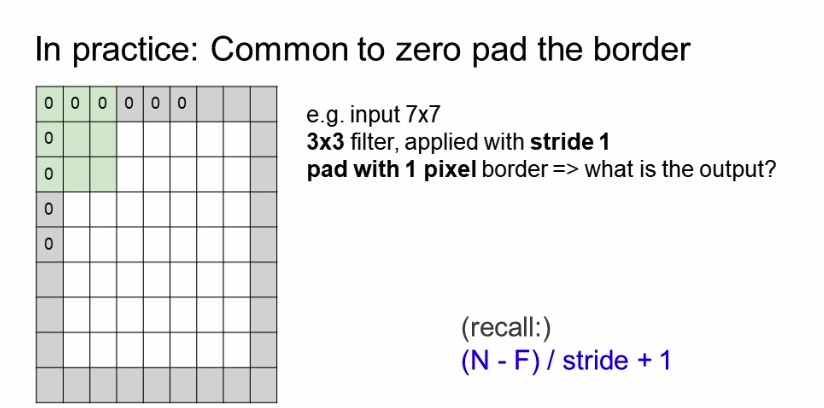 In practice: Common to zero pad the border
0 0 0 0 0 0
0
0
0
0
e.g. input 7x7
3x3 filter, applied with stride 1
pad with 1 pixel border => what is the output?
(recall:)
(N - F) / stride + 1